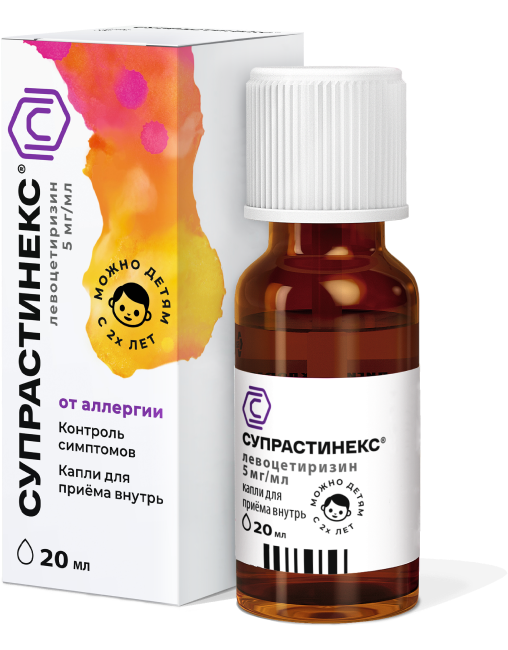 СУПРАСТИНЕКС®
левоцетиризин
5 мг/мл
МОЖНО ДЕТЯМ
С 2х ЛЕТ
от аллергии
Контроль
симптомов
Капли для
приёма внутрь
20 мл
СУПРАСТИНЕКС®
левоцетиризин
5 мг/мл
капли для
приёма внутрь
МОЖНО ДЕТЯМ
С 2х ЛЕТ
20 мл